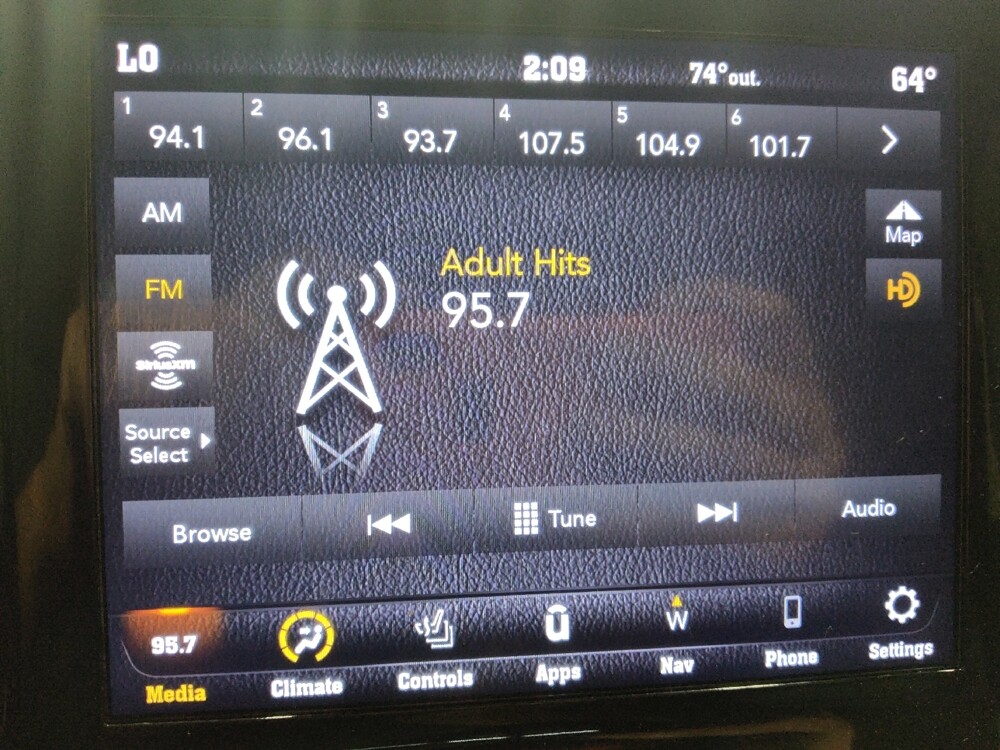 LO 2:09 74° out. 64°
1 94.1 2 96.1 3 93.7 4 107.5 5 104.9 6 101.7
AM
FM
SiriusXM
Source
Select
Adult Hits
95.7
Map
HD
Browse Tune Audio
95.7 W
Media Climate Controls Apps Nav Phone Settings